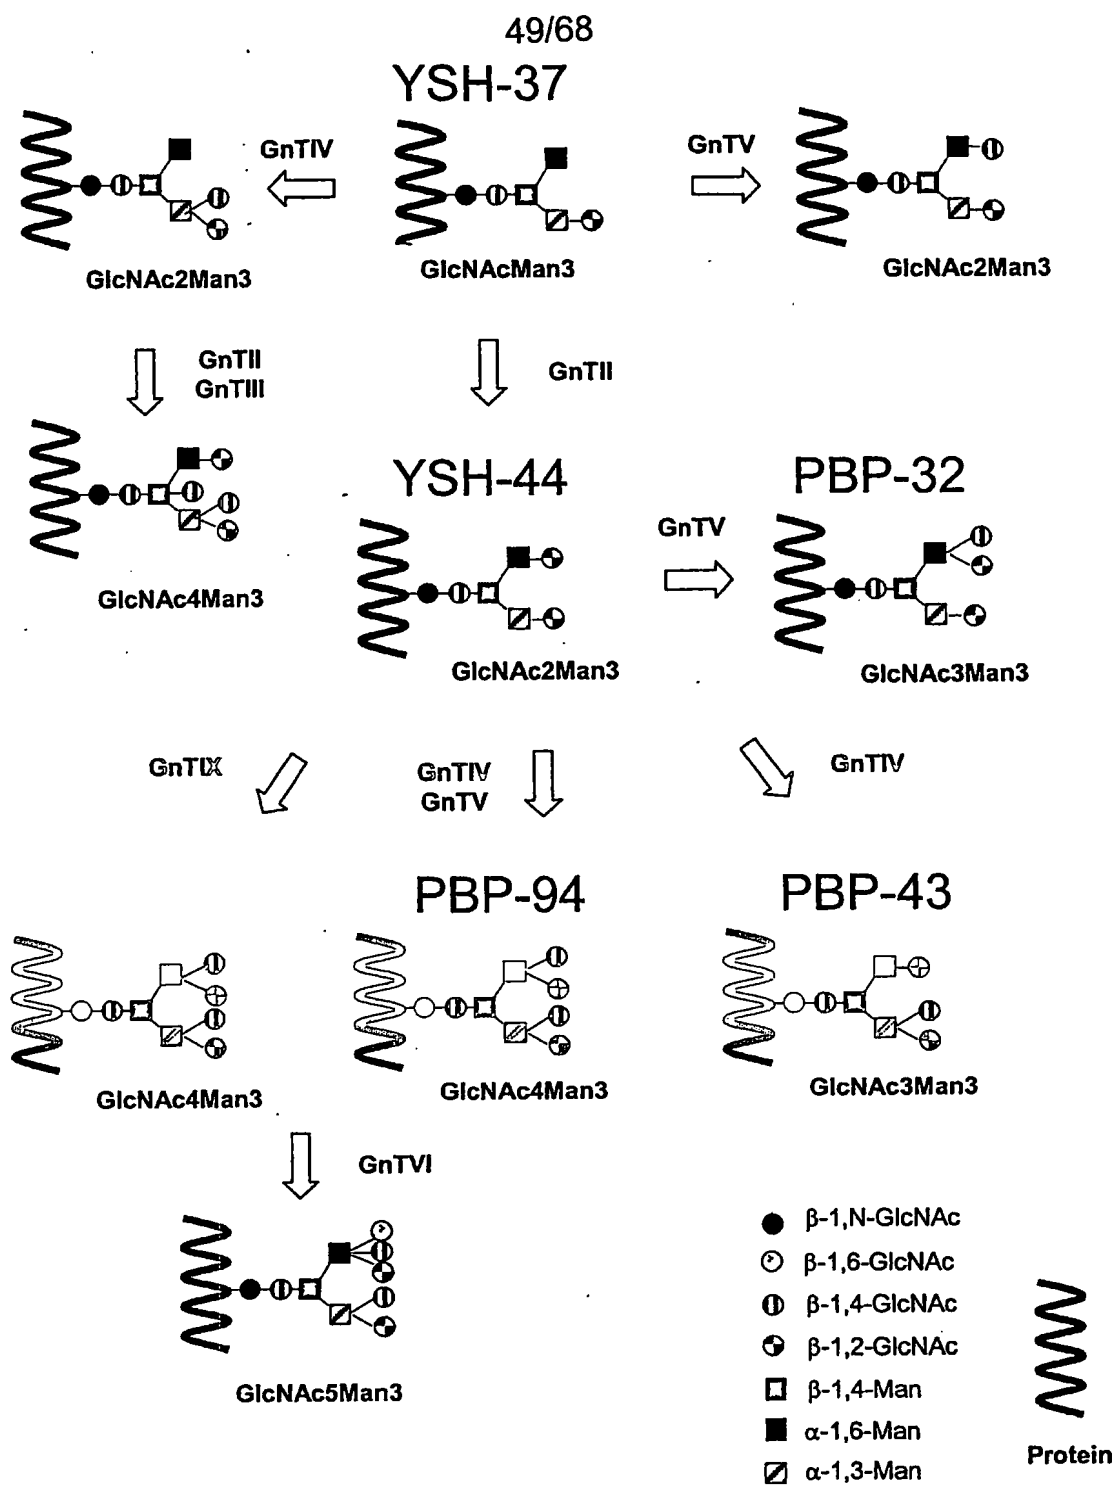 49/68
YSH-37
GnTIV
GnTV
GlcNAc2Man3
GlcNAcMan3
GlcNAc2Man3
GnTII
GnTIII
GnTII
YSH-44
PBP-32
GnTV
GlcNAc4Man3
GlcNAc2Man3
GlcNAc3Man3
GnTIX
GnTIV
GnTV
GnTIV
PBP-94
PBP-43
GlcNAc4Man3
GlcNAc4Man3
GlcNAc3Man3
GnTVI
GlcNAc5Man3
β-1,N-GlcNAc
β-1,6-GlcNAc
β-1,4-GlcNAc
β-1,2-GlcNAc
β-1,4-Man
α-1,6-Man
α-1,3-Man
Protein